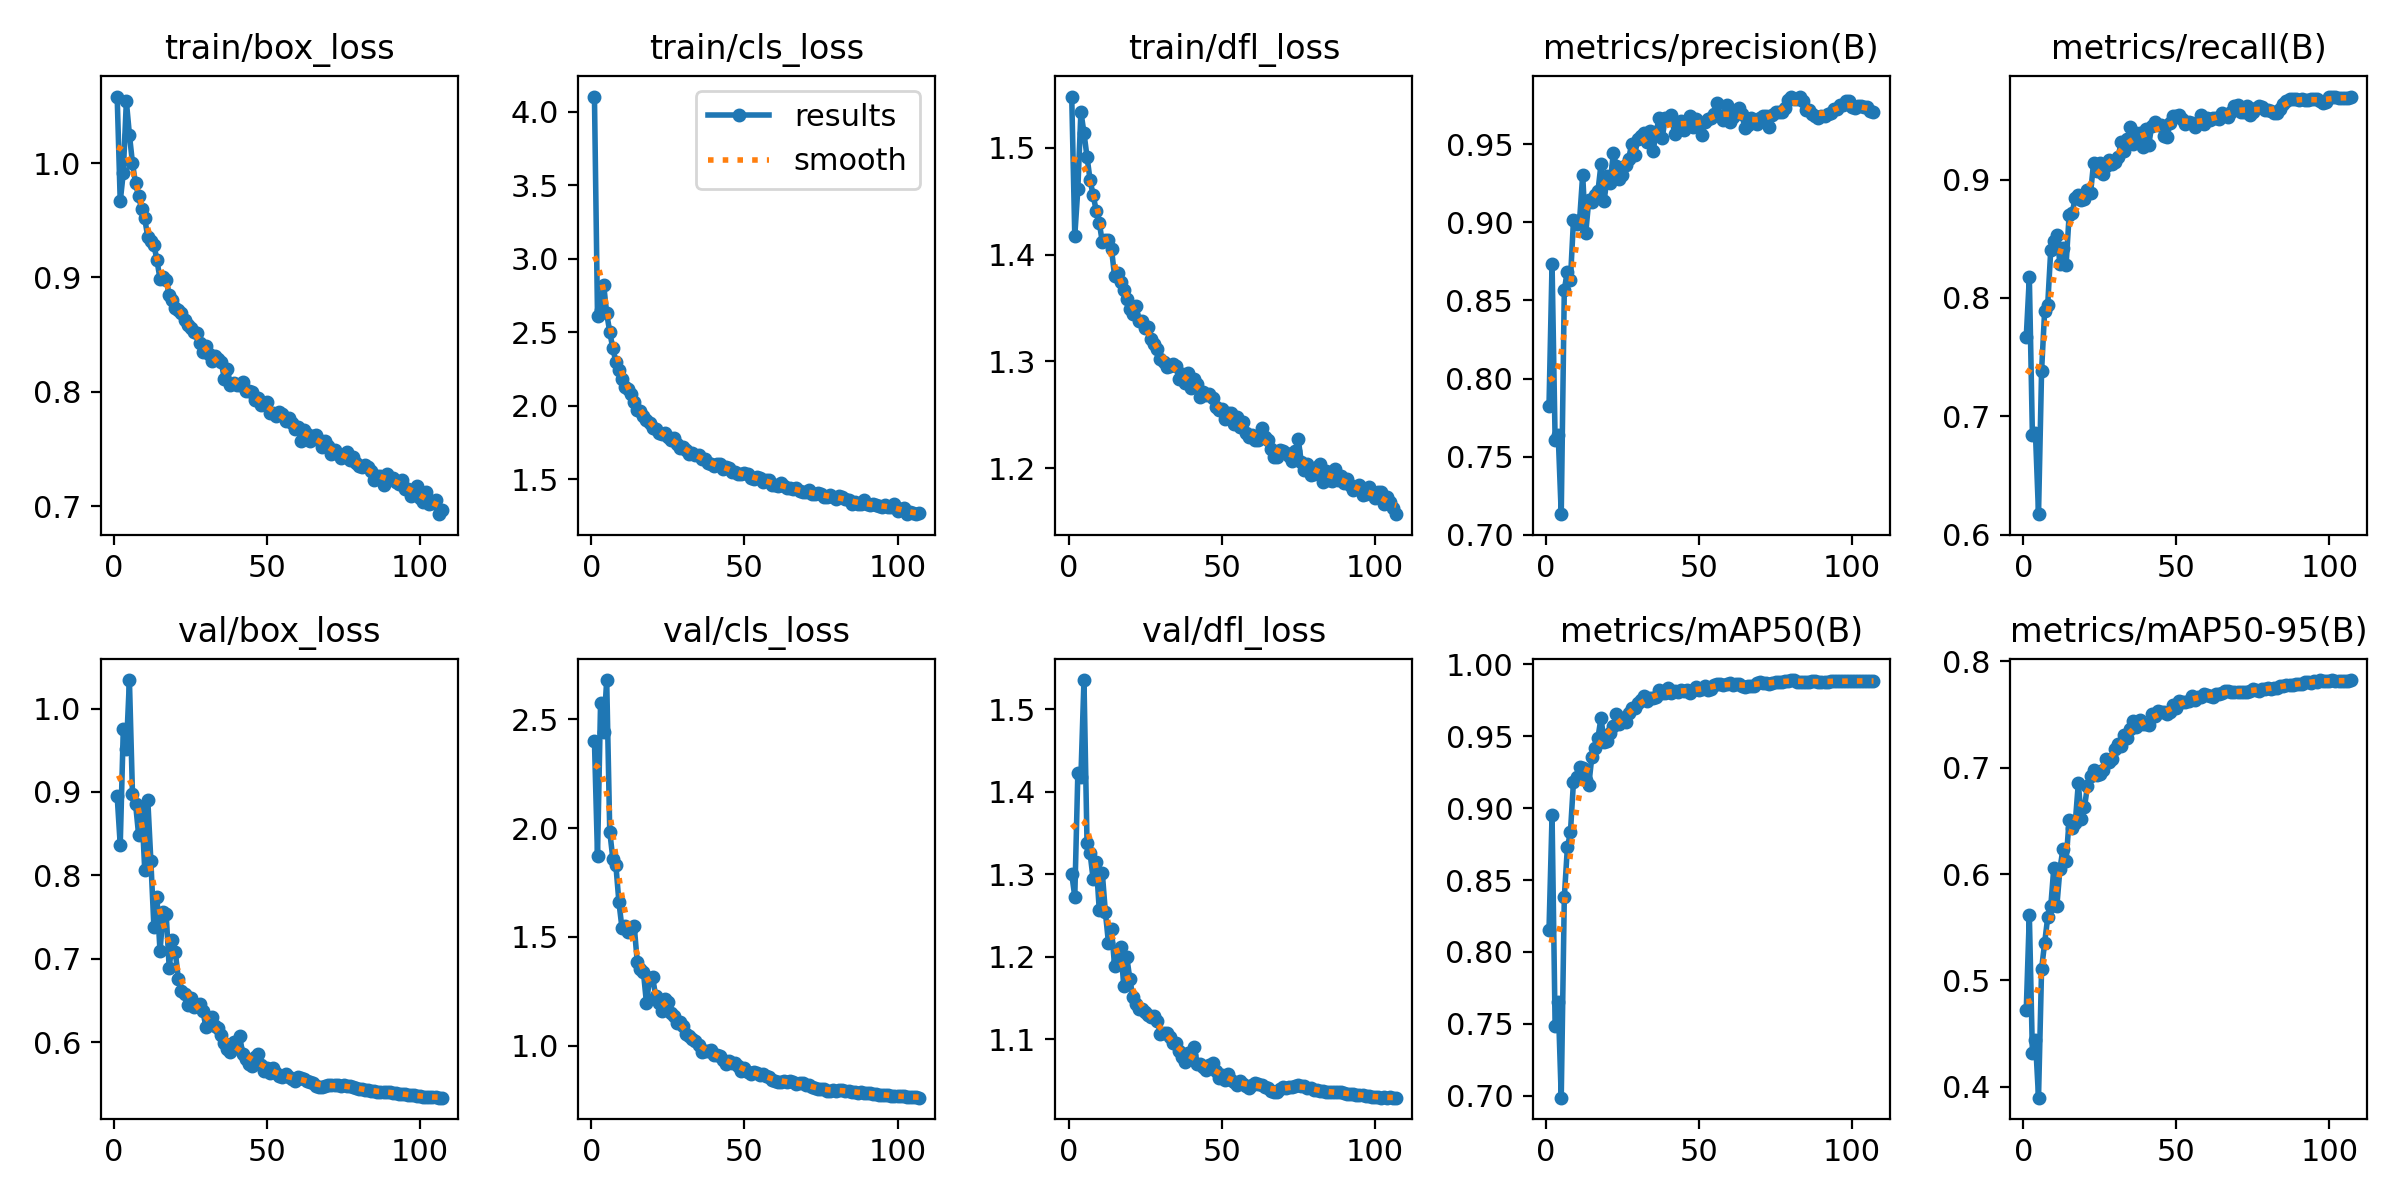 train/box_loss
1.0
0.9
0.8
0.7
0 50 100
train/cls_loss
results
smooth
4.0
3.5
3.0
2.5
2.0
1.5
0 50 100
train/dfl_loss
1.5
1.4
1.3
1.2
0 50 100
metrics/precision(B)
0.95
0.90
0.85
0.80
0.75
0.70
0 50 100
metrics/recall(B)
0.9
0.8
0.7
0.6
0 50 100
val/box_loss
1.0
0.9
0.8
0.7
0.6
0 50 100
val/cls_loss
2.5
2.0
1.5
1.0
0 50 100
val/dfl_loss
1.5
1.4
1.3
1.2
1.1
0 50 100
metrics/mAP50(B)
1.00
0.95
0.90
0.85
0.80
0.75
0.70
0 50 100
metrics/mAP50-95(B)
0.8
0.7
0.6
0.5
0.4
0 50 100